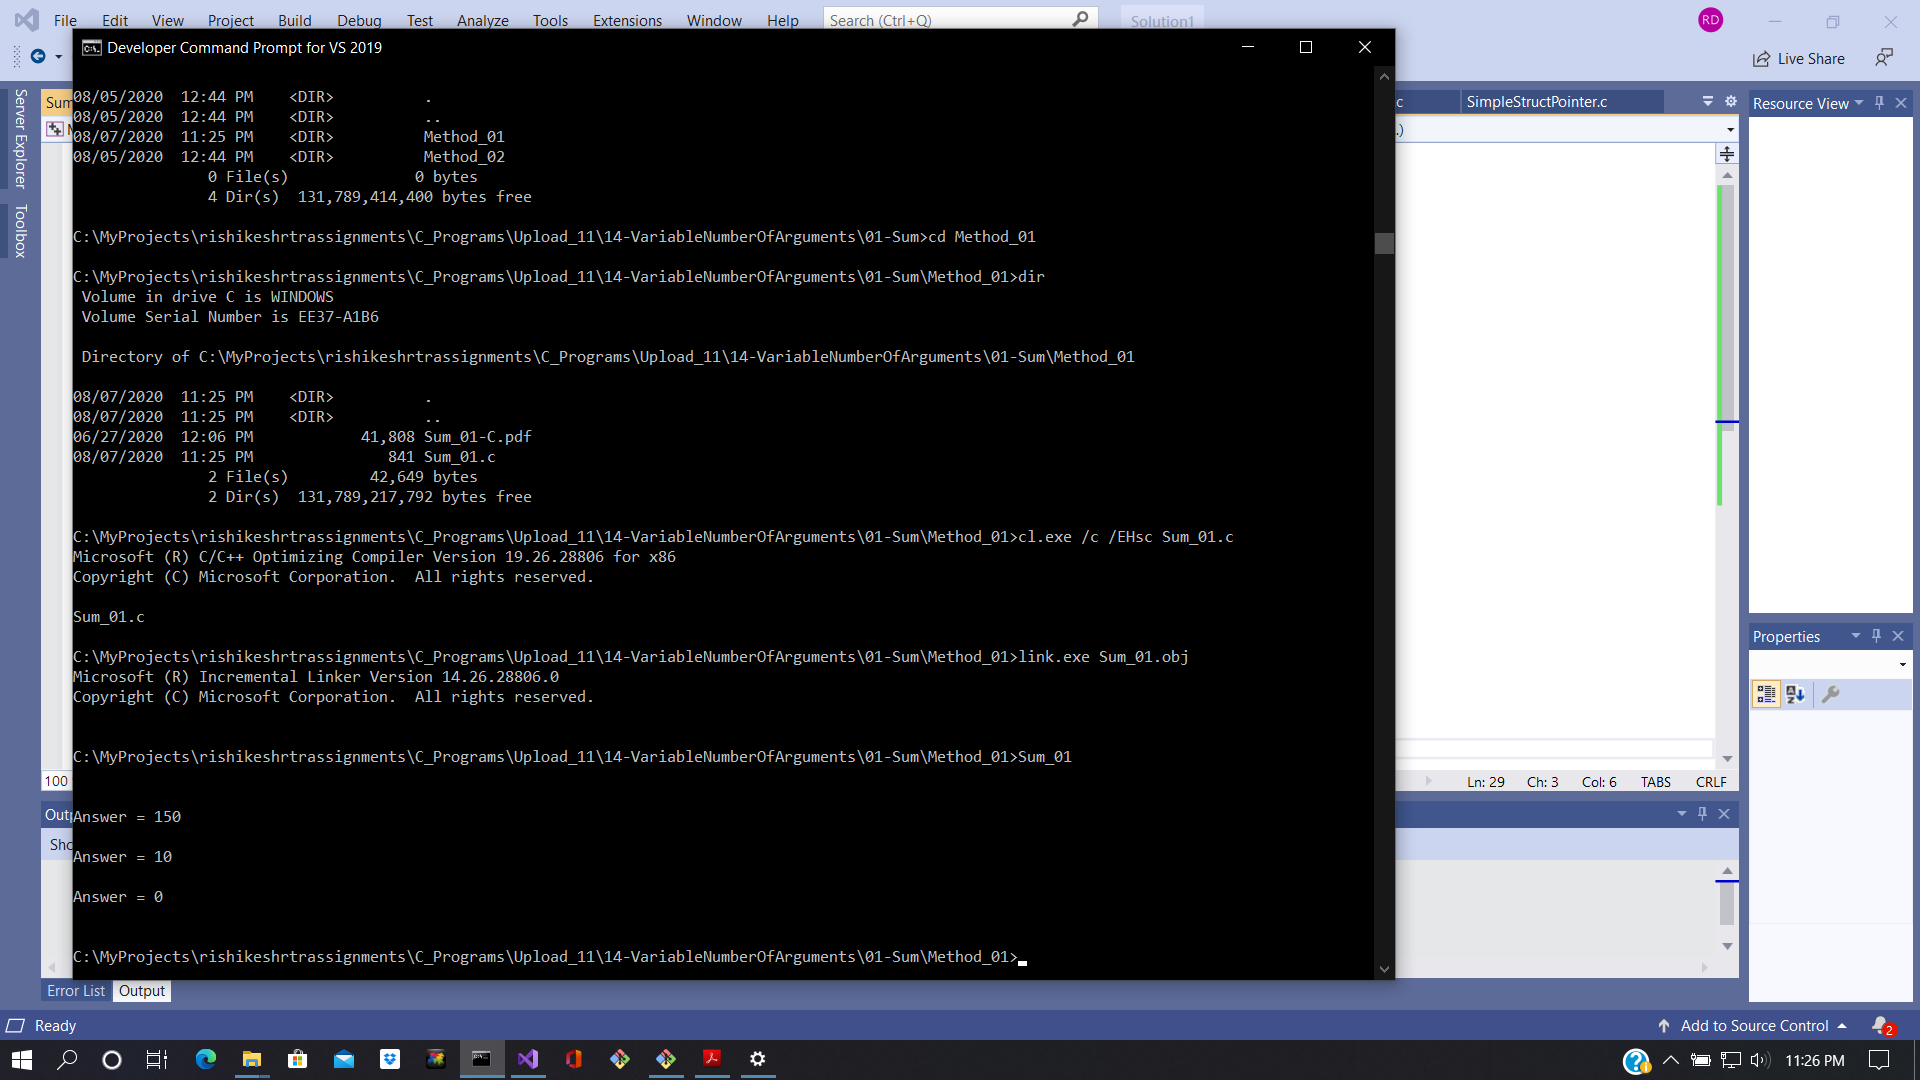 File Edit View Project Build Debug Test Analyze Tools Extensions Window Help Search (Ctrl+Q) Solution1 RD
Live Share
Developer Command Prompt for VS 2019
08/05/2020  12:44 PM    <DIR>          .
08/05/2020  12:44 PM    <DIR>          ..
08/07/2020  11:25 PM    <DIR>          Method_01
08/05/2020  12:44 PM    <DIR>          Method_02
0 File(s)              0 bytes
4 Dir(s)  131,789,414,400 bytes free
C:\MyProjects\rishikeshrtrassignments\C_Programs\Upload_11\14-VariableNumberOfArguments\01-Sum>cd Method_01
C:\MyProjects\rishikeshrtrassignments\C_Programs\Upload_11\14-VariableNumberOfArguments\01-Sum\Method_01>dir
Volume in drive C is WINDOWS
Volume Serial Number is EE37-A1B6
Directory of C:\MyProjects\rishikeshrtrassignments\C_Programs\Upload_11\14-VariableNumberOfArguments\01-Sum\Method_01
08/07/2020  11:25 PM    <DIR>          .
08/07/2020  11:25 PM    <DIR>          ..
06/27/2020  12:06 PM            41,808 Sum_01-C.pdf
08/07/2020  11:25 PM               841 Sum_01.c
2 File(s)         42,649 bytes
2 Dir(s)  131,789,217,792 bytes free
C:\MyProjects\rishikeshrtrassignments\C_Programs\Upload_11\14-VariableNumberOfArguments\01-Sum\Method_01>cl.exe /c /EHsc Sum_01.c
Microsoft (R) C/C++ Optimizing Compiler Version 19.26.28806 for x86
Copyright (C) Microsoft Corporation.  All rights reserved.
Sum_01.c
C:\MyProjects\rishikeshrtrassignments\C_Programs\Upload_11\14-VariableNumberOfArguments\01-Sum\Method_01>link.exe Sum_01.obj
Microsoft (R) Incremental Linker Version 14.26.28806.0
Copyright (C) Microsoft Corporation.  All rights reserved.
C:\MyProjects\rishikeshrtrassignments\C_Programs\Upload_11\14-VariableNumberOfArguments\01-Sum\Method_01>Sum_01
Answer = 150
Answer = 10
Answer = 0
C:\MyProjects\rishikeshrtrassignments\C_Programs\Upload_11\14-VariableNumberOfArguments\01-Sum\Method_01>
Server Explorer
Toolbox
Sum
.c
SimpleStructPointer.c
.)
Resource View
Properties
100
Ln: 29 Ch: 3 Col: 6 TABS CRLF
Outp
Sho
Error List Output
Ready
Add to Source Control 2
11:26 PM